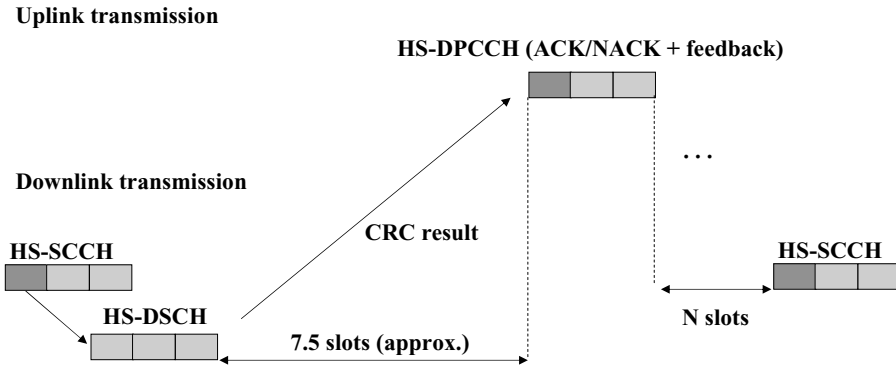 Uplink transmission
HS-DPCCH (ACK/NACK + feedback)
...
Downlink transmission
CRC result
HS-SCCH
HS-SCCH
HS-DSCH
N slots
7.5 slots (approx.)